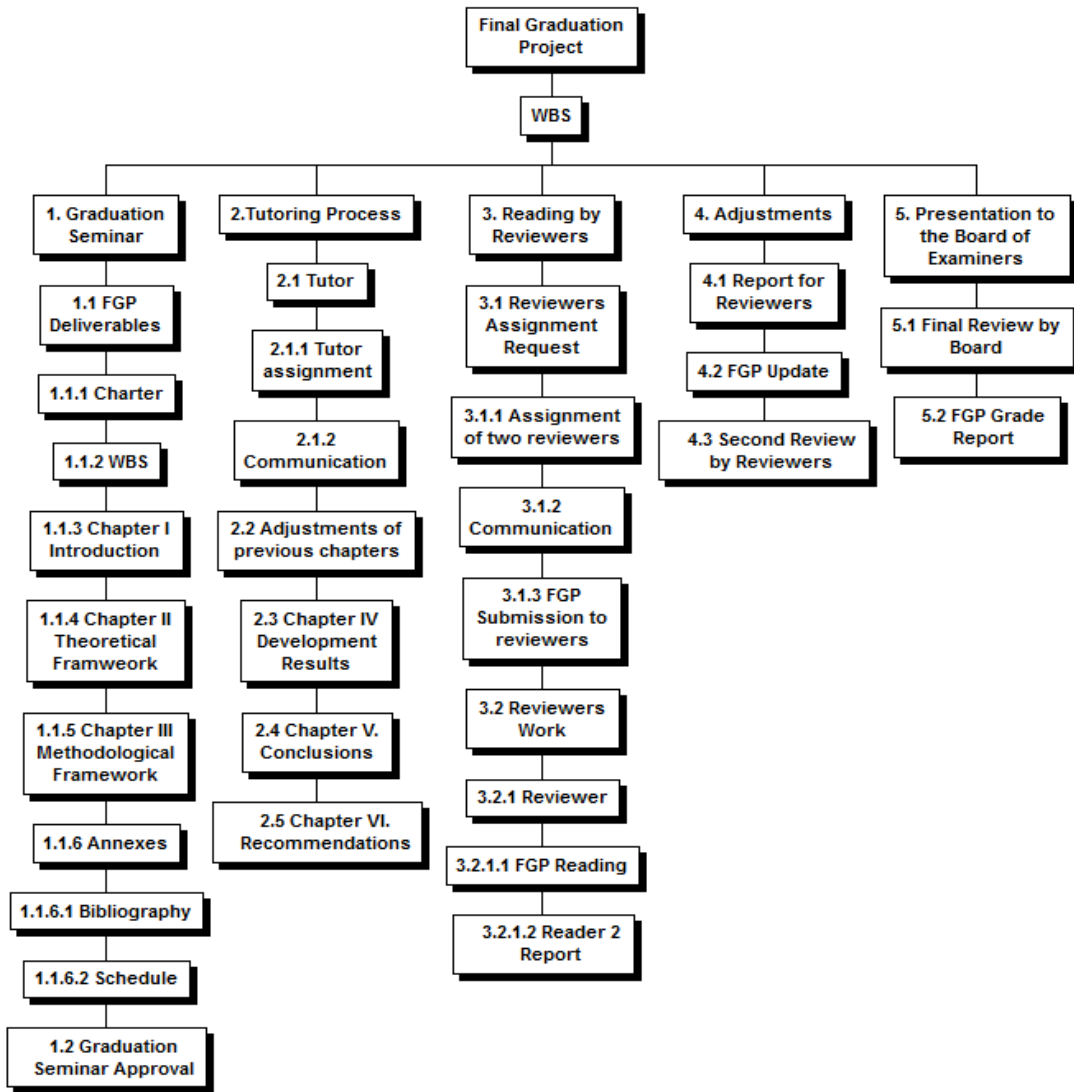 Final Graduation
Project
WBS
1. Graduation
Seminar
1.1 FGP
Deliverables
1.1.1 Charter
1.1.2 WBS
1.1.3 Chapter I
Introduction
1.1.4 Chapter II
Theoretical
Framweork
1.1.5 Chapter III
Methodological
Framework
1.1.6 Annexes
1.1.6.1 Bibliography
1.1.6.2 Schedule
1.2 Graduation
Seminar Approval
2.Tutoring Process
2.1 Tutor
2.1.1 Tutor
assignment
2.1.2
Communication
2.2 Adjustments of
previous chapters
2.3 Chapter IV
Development
Results
2.4 Chapter V.
Conclusions
2.5 Chapter VI.
Recommendations
3. Reading by
Reviewers
3.1 Reviewers
Assignment
Request
3.1.1 Assignment
of two reviewers
3.1.2
Communication
3.1.3 FGP
Submission to
reviewers
3.2 Reviewers
Work
3.2.1 Reviewer
3.2.1.1 FGP Reading
3.2.1.2 Reader 2
Report
4. Adjustments
4.1 Report for
Reviewers
4.2 FGP Update
4.3 Second Review
by Reviewers
5. Presentation to
the Board of
Examiners
5.1 Final Review by
Board
5.2 FGP Grade
Report